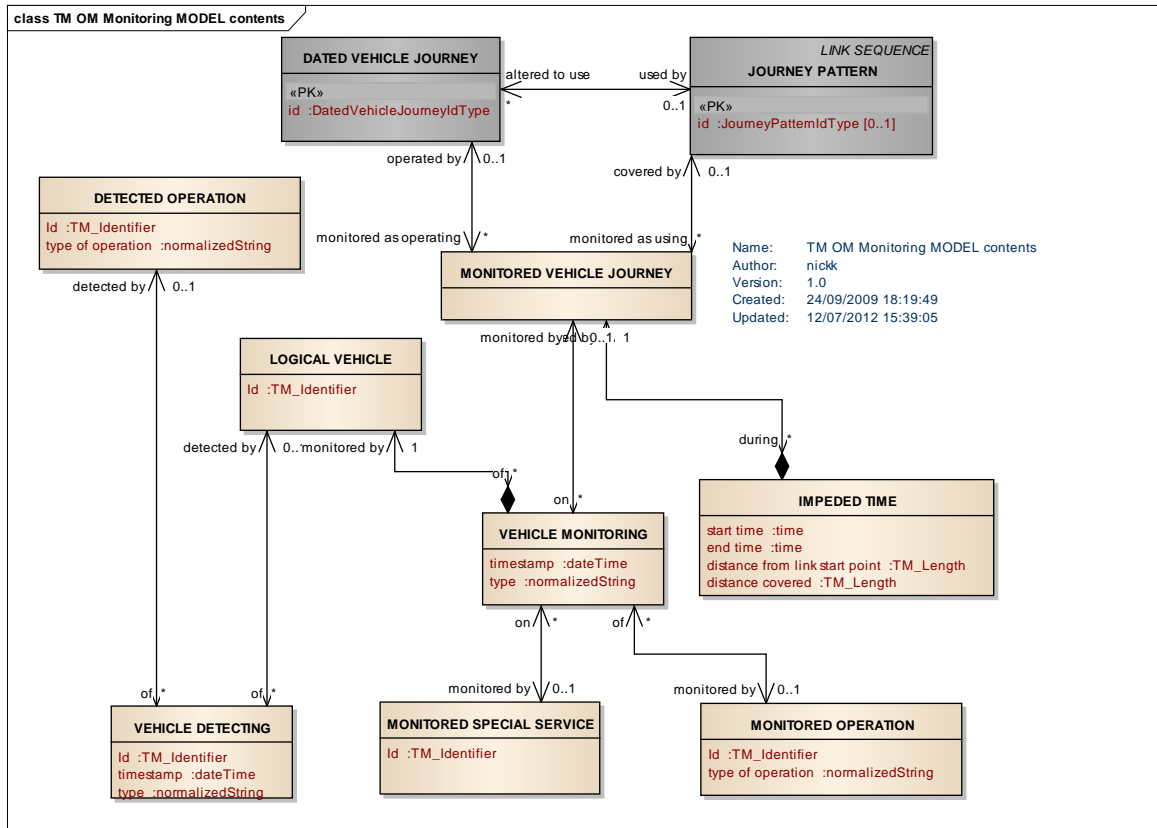 class TM OM Monitoring MODEL contents
DATED VEHICLE JOURNEY
«PK»
id :DatedVehicleJourneyIdType
LINK SEQUENCE
JOURNEY PATTERN
«PK»
id :JourneyPatternIdType [0..1]
altered to use
used by
*
0..1
operated by
0..1
covered by
0..1
DETECTED OPERATION
Id :TM_Identifier
type of operation :normalizedString
monitored as operating
*
monitored as using
*
MONITORED VEHICLE JOURNEY
Name: TM OM Monitoring MODEL contents
Author: nickk
Version: 1.0
Created: 24/09/2009 18:19:49
Updated: 12/07/2012 15:39:05
detected by
0..1
monitored by
0..1
1
LOGICAL VEHICLE
Id :TM_Identifier
detected by
0..
monitored by
1
during
*
of
*
on
*
IMPEDED TIME
start time :time
end time :time
distance from link start point :TM_Length
distance covered :TM_Length
VEHICLE MONITORING
timestamp :dateTime
type :normalizedString
on
*
of
*
of
*
of
*
monitored by
0..1
monitored by
0..1
VEHICLE DETECTING
Id :TM_Identifier
timestamp :dateTime
type :normalizedString
MONITORED SPECIAL SERVICE
Id :TM_Identifier
MONITORED OPERATION
Id :TM_Identifier
type of operation :normalizedString